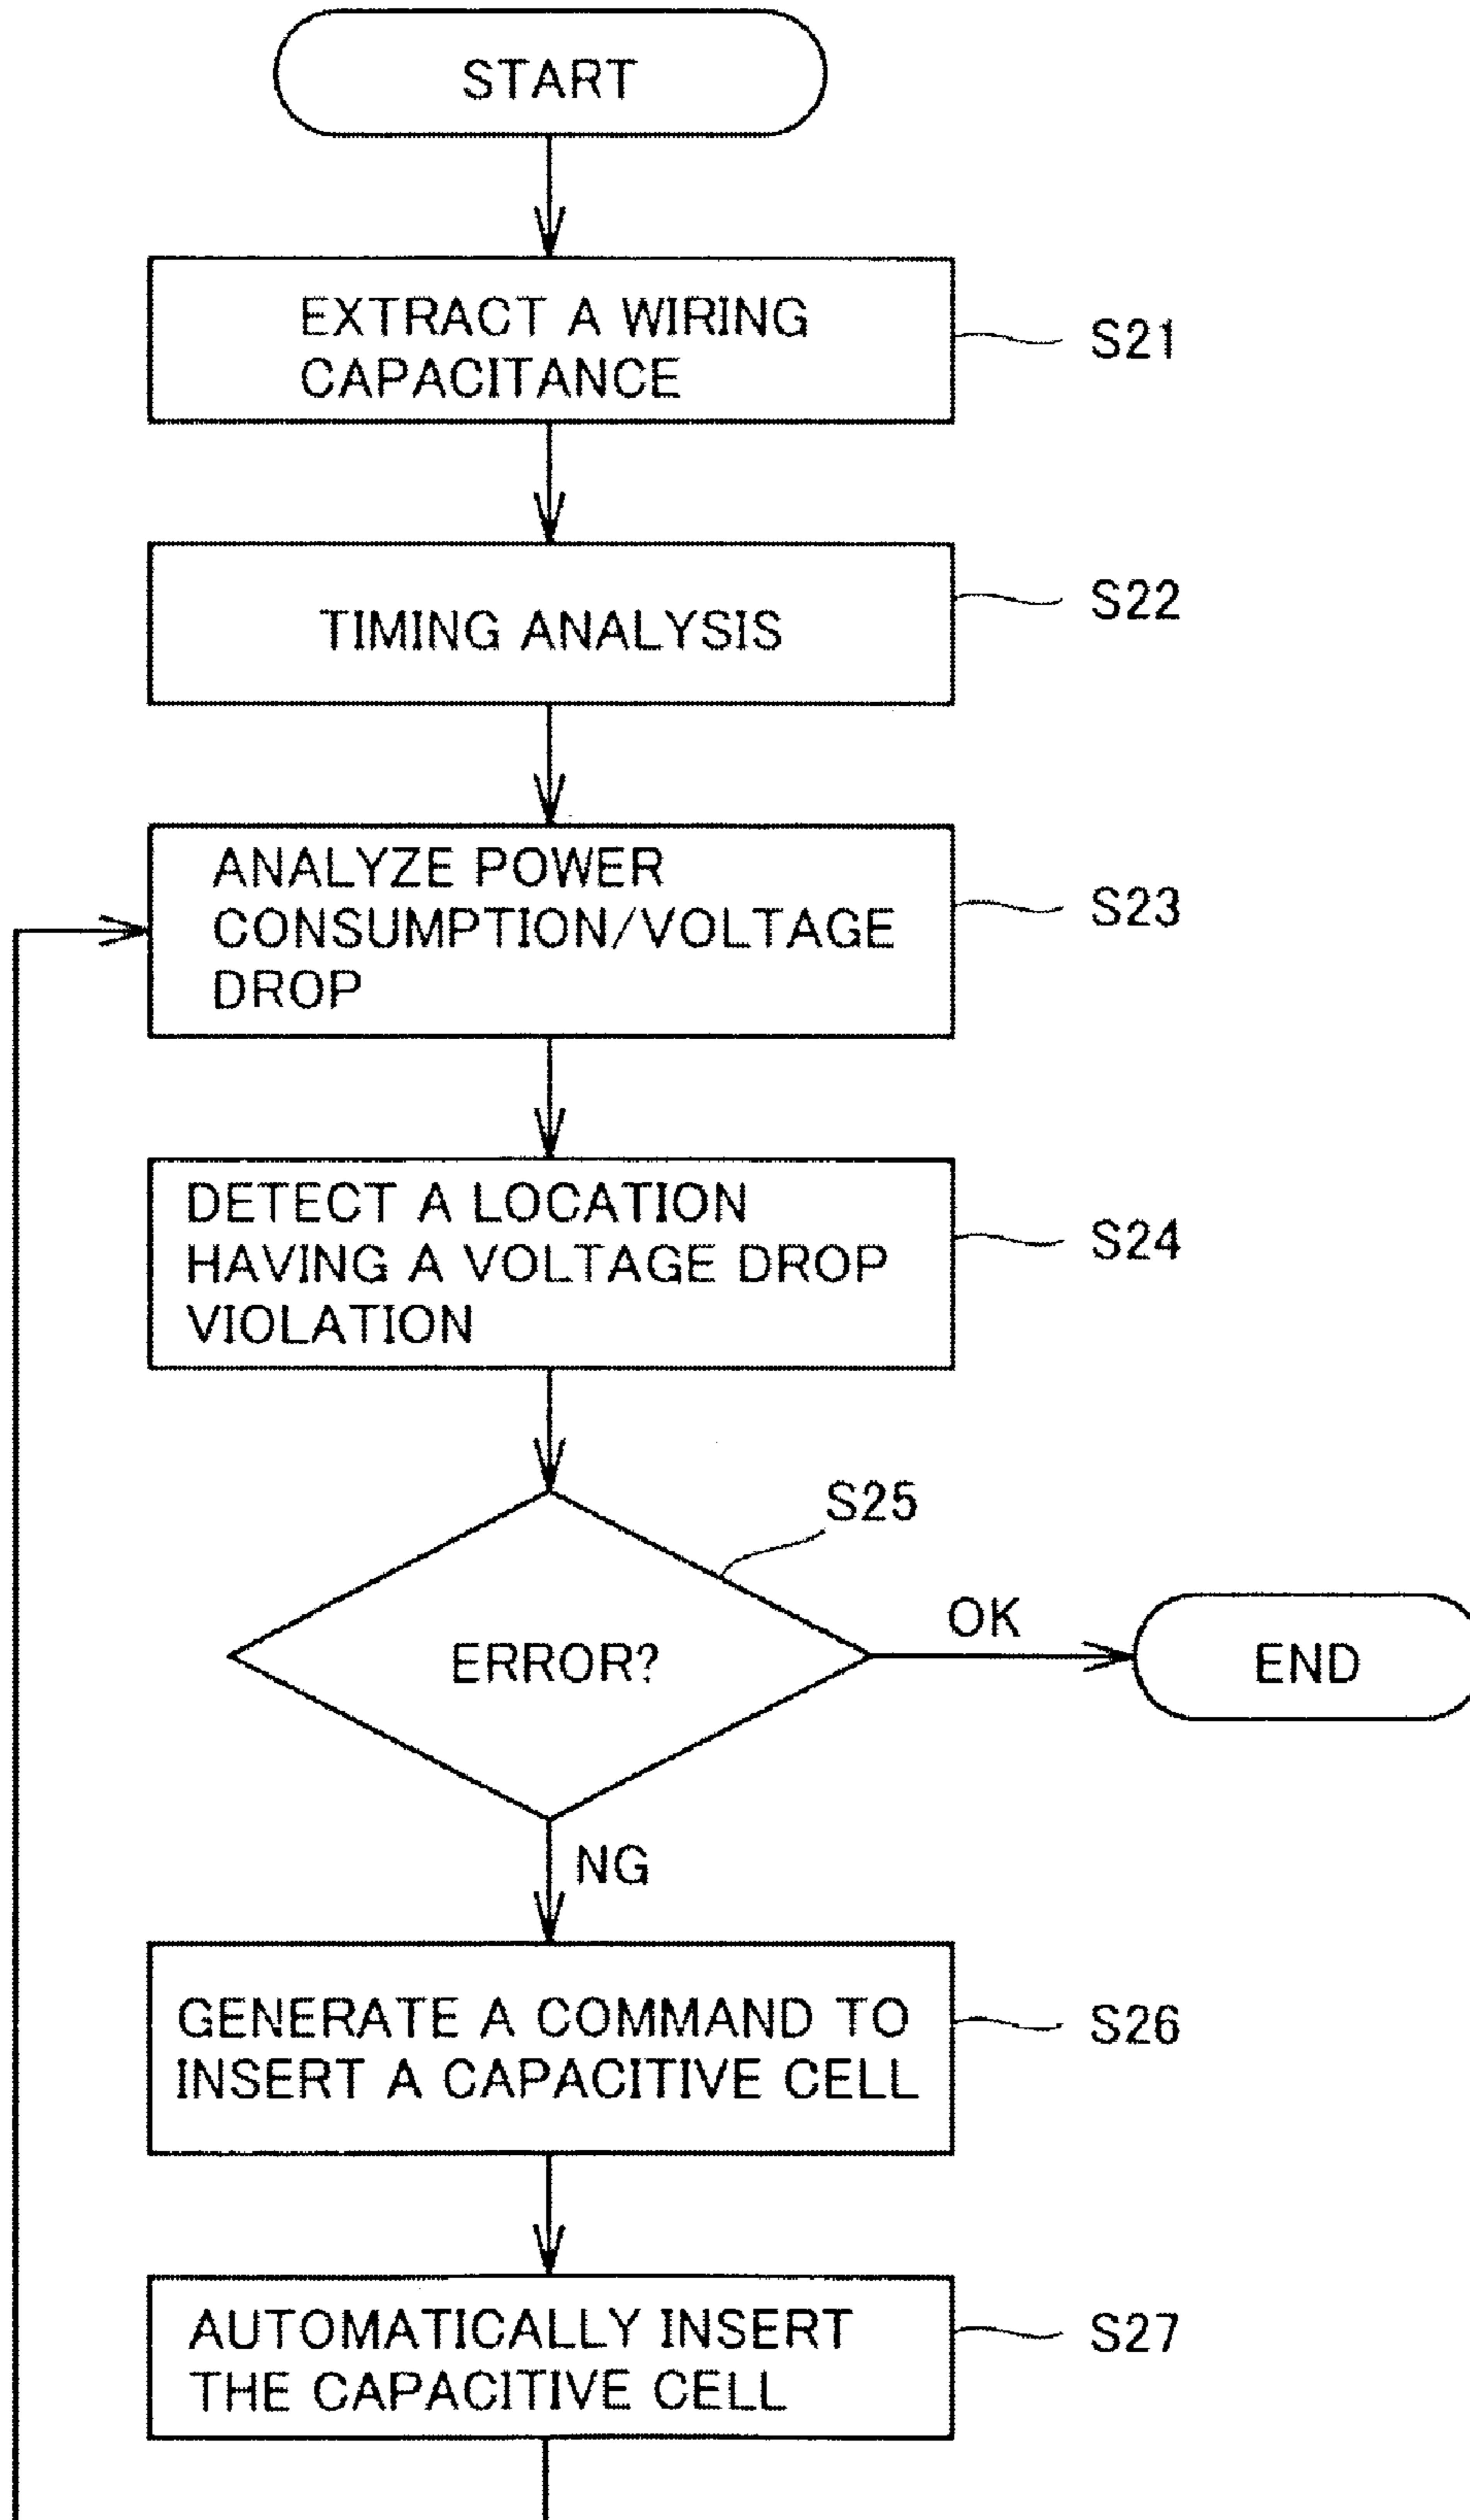 START
EXTRACT A WIRING
CAPACITANCE
S21
TIMING ANALYSIS
S22
ANALYZE POWER
CONSUMPTION/VOLTAGE
DROP
S23
DETECT A LOCATION
HAVING A VOLTAGE DROP
VIOLATION
S24
S25
ERROR?
OK
END
NG
GENERATE A COMMAND TO
INSERT A CAPACITIVE CELL
S26
AUTOMATICALLY INSERT
THE CAPACITIVE CELL
S27